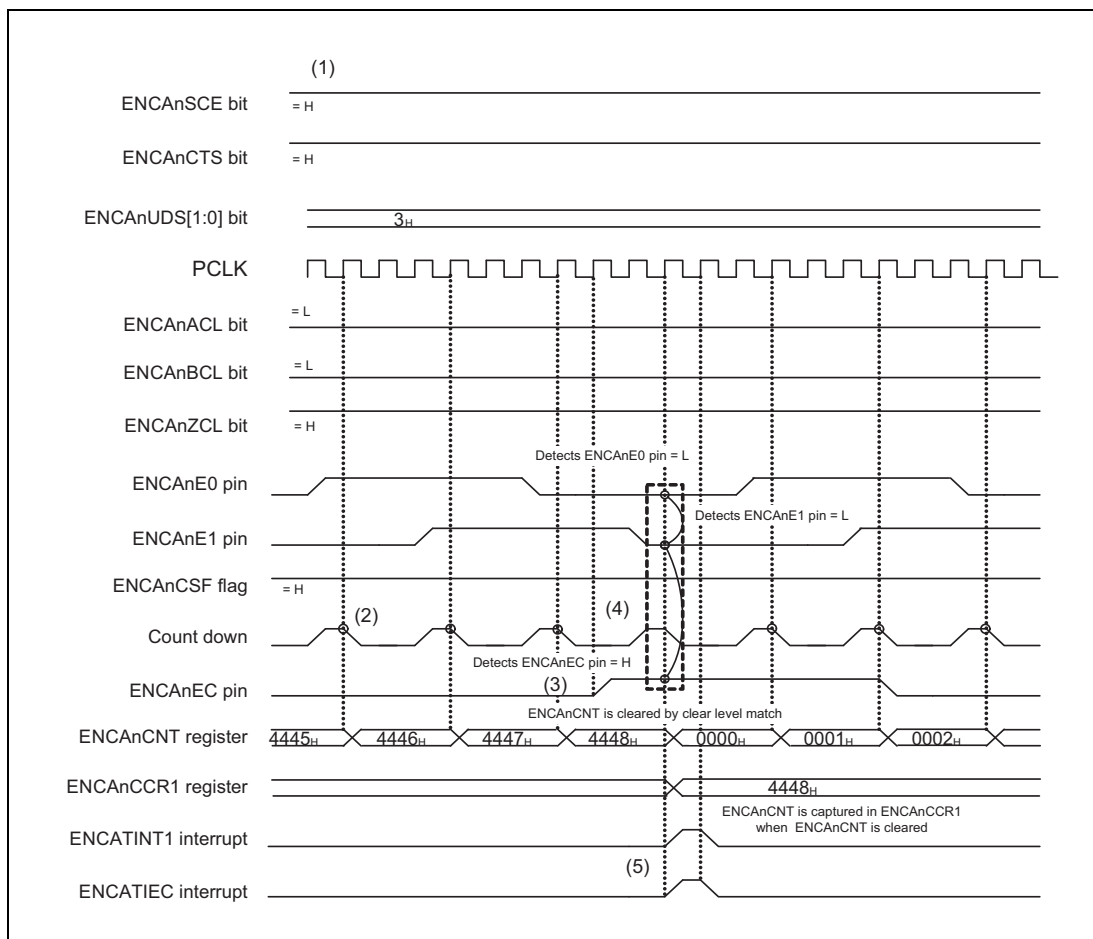 (1)
ENCAnSCE bit
= H
ENCAnCTS bit
= H
ENCAnUDS[1:0] bit
3H
PCLK
= L
ENCAnACL bit
= L
ENCAnBCL bit
ENCAnZCL bit
= H
Detects ENCAnE0 pin = L
ENCAnE0 pin
Detects ENCAnE1 pin = L
ENCAnE1 pin
ENCAnCSF flag
= H
(2)
(4)
Count down
Detects ENCAnEC pin = H
(3)
ENCAnEC pin
ENCAnCNT is cleared by clear level match
ENCAnCNT register
4445H 4446H 4447H 4448H 0000H 0001H 0002H
ENCAnCCR1 register
4448H
ENCAnCNT is captured in ENCAnCCR1
when ENCAnCNT is cleared
ENCATINT1 interrupt
(5)
ENCATIEC interrupt